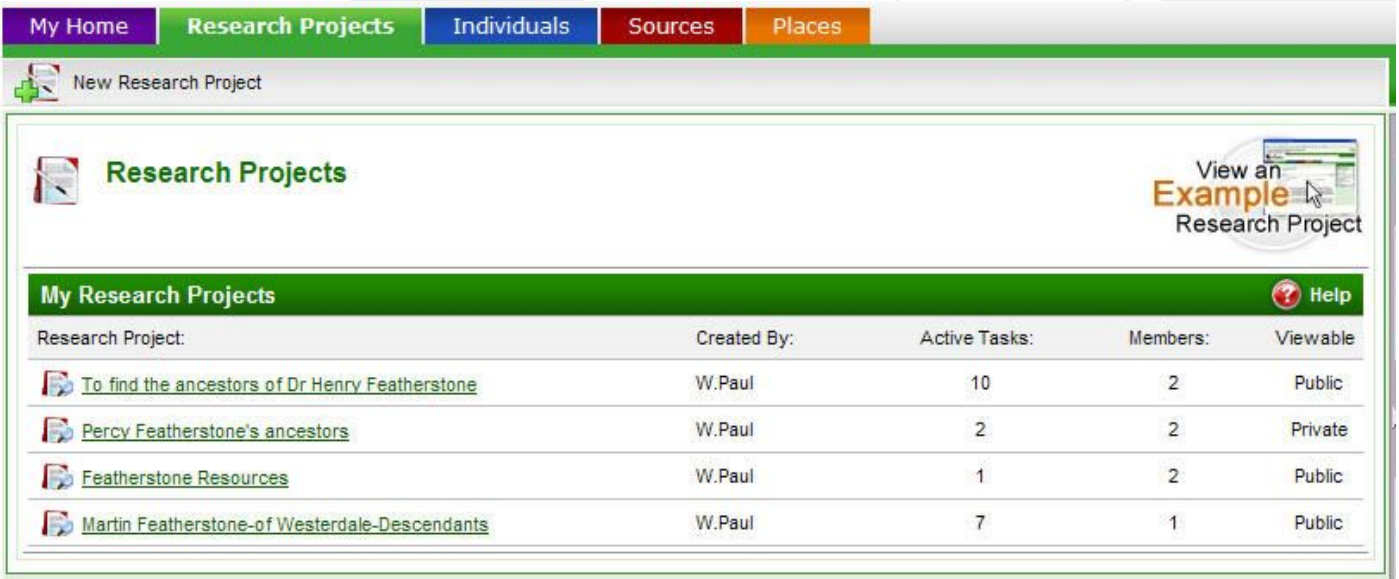 My Home Research Projects Individuals Sources Places
New Research Project
Research Projects
View an
Example
Research Project
My Research Projects Help
Research Project: Created By: Active Tasks: Members: Viewable
To find the ancestors of Dr Henry Featherstone W.Paul 10 2 Public
Percy Featherstone's ancestors W.Paul 2 2 Private
Featherstone Resources W.Paul 1 2 Public
Martin Featherstone-of Westerdale-Descendants W.Paul 7 1 Public